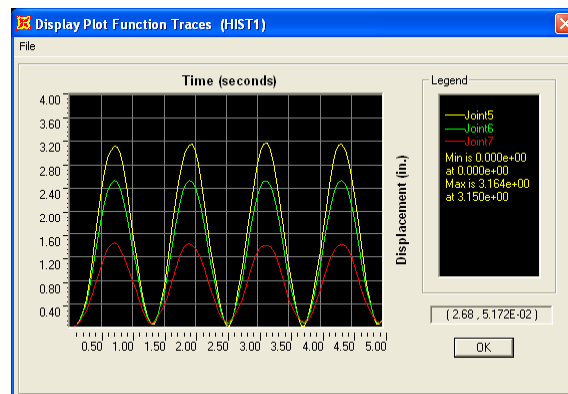 Display Plot Function Traces (HIST1)
File
Time (seconds)
Legend
4.00
3.60
3.20
2.80
2.40
2.00
1.60
1.20
0.80
0.40
Joint5
Joint6
Joint7
Min is 0.000e+00
at 0.000e+00
Max is 3.164e+00
at 3.150e+00
Displacement (in.)
0.50 1.00 1.50 2.00 2.50 3.00 3.50 4.00 4.50 5.00
( 2.68 , 5.172E-02 )
OK